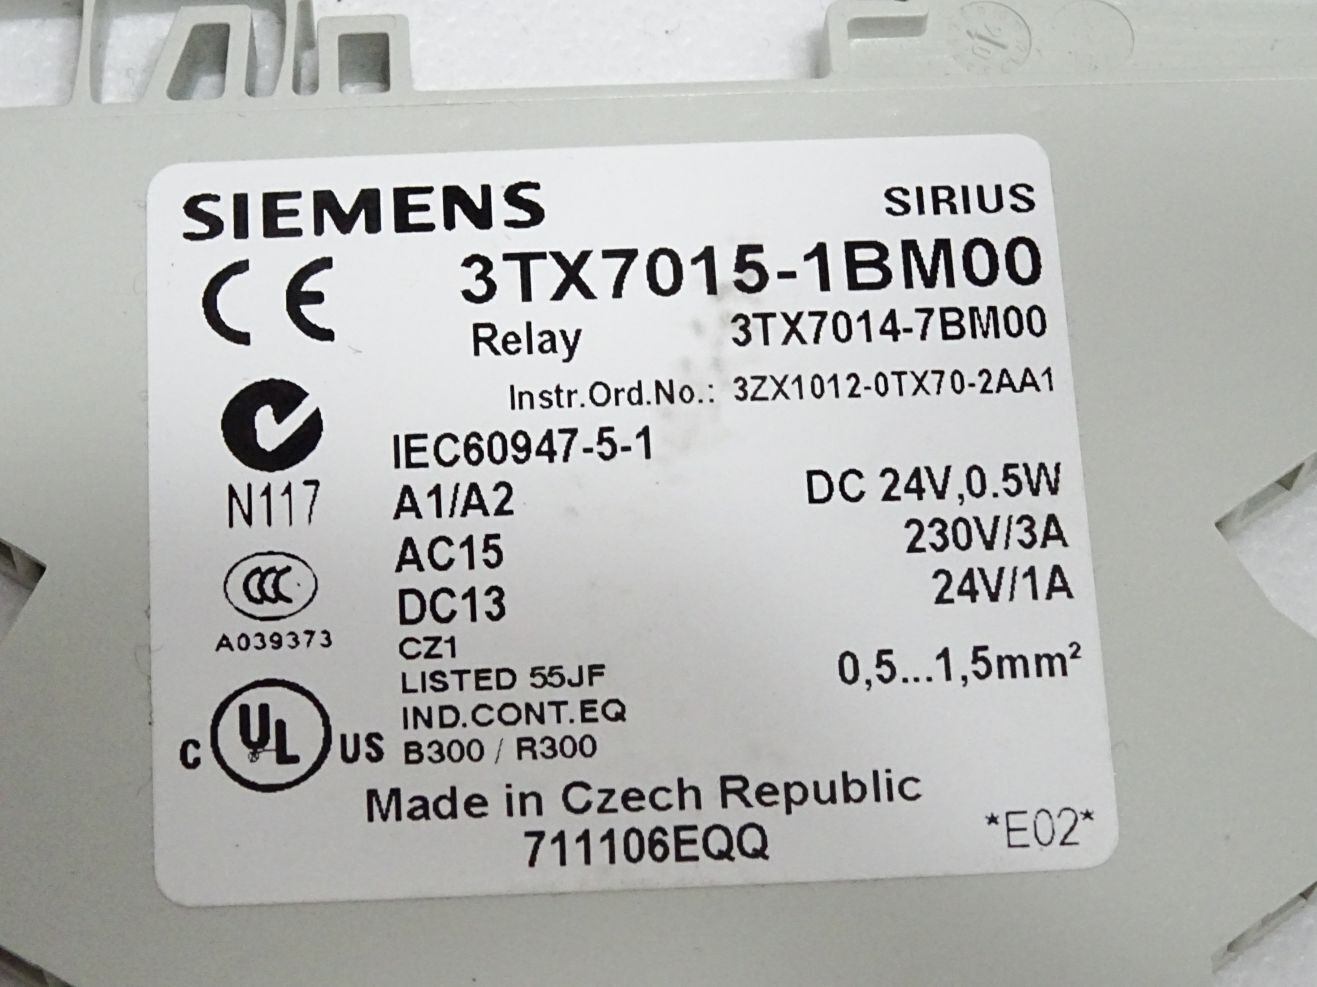 SIEMENS SIRIUS
CE 3TX7015-1BM00
Relay 3TX7014-7BM00
Instr.Ord.No.: 3ZX1012-0TX70-2AA1
IEC60947-5-1
N117 A1/A2 DC 24V,0.5W
AC15 230V/3A
CCC DC13 24V/1A
A039373 CZ1
LISTED 55JF 0,5...1,5mm²
IND.CONT.EQ
C UL US B300 / R300
Made in Czech Republic
711106EQQ *E02*